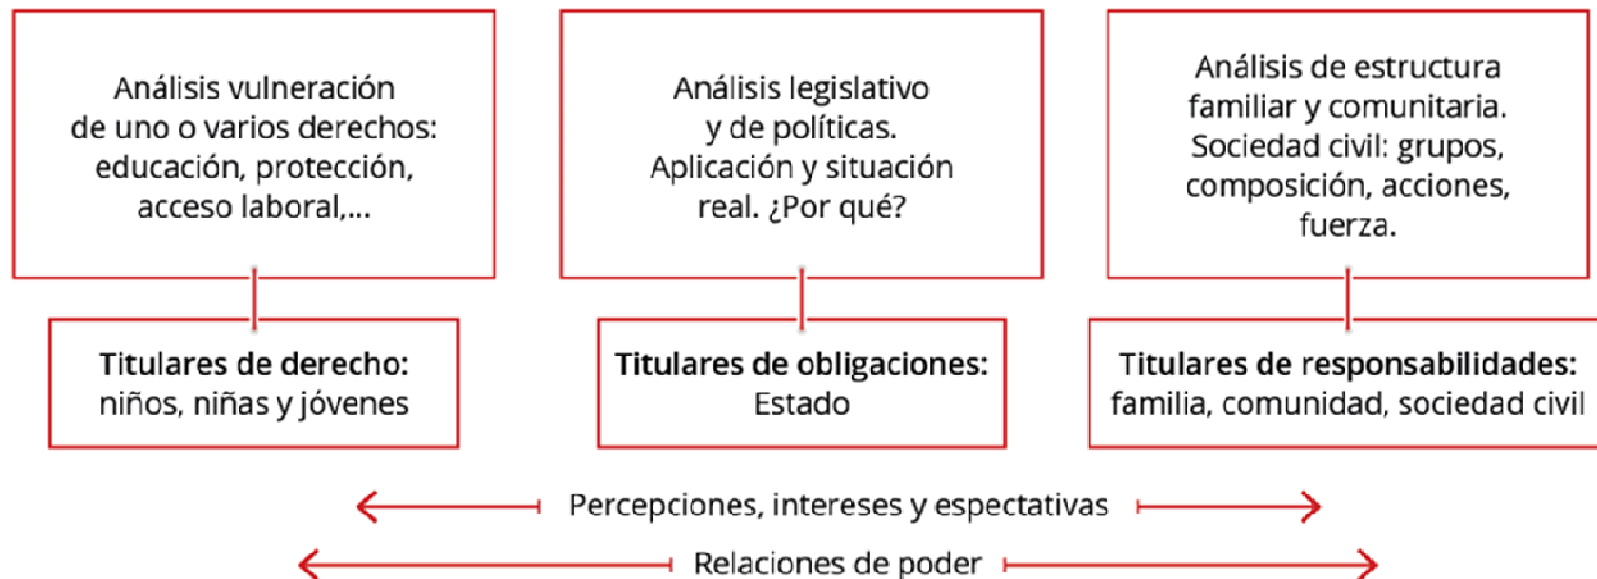 Análisis vulneración
de uno o varios derechos:
educación, protección,
acceso laboral,...
Análisis legislativo
y de políticas.
Aplicación y situación
real. ¿Por qué?
Análisis de estructura
familiar y comunitaria.
Sociedad civil: grupos,
composición, acciones,
fuerza.
Titulares de derecho:
niños, niñas y jóvenes
Titulares de obligaciones:
Estado
Titulares de responsabilidades:
familia, comunidad, sociedad civil
Percepciones, intereses y espectativas
Relaciones de poder